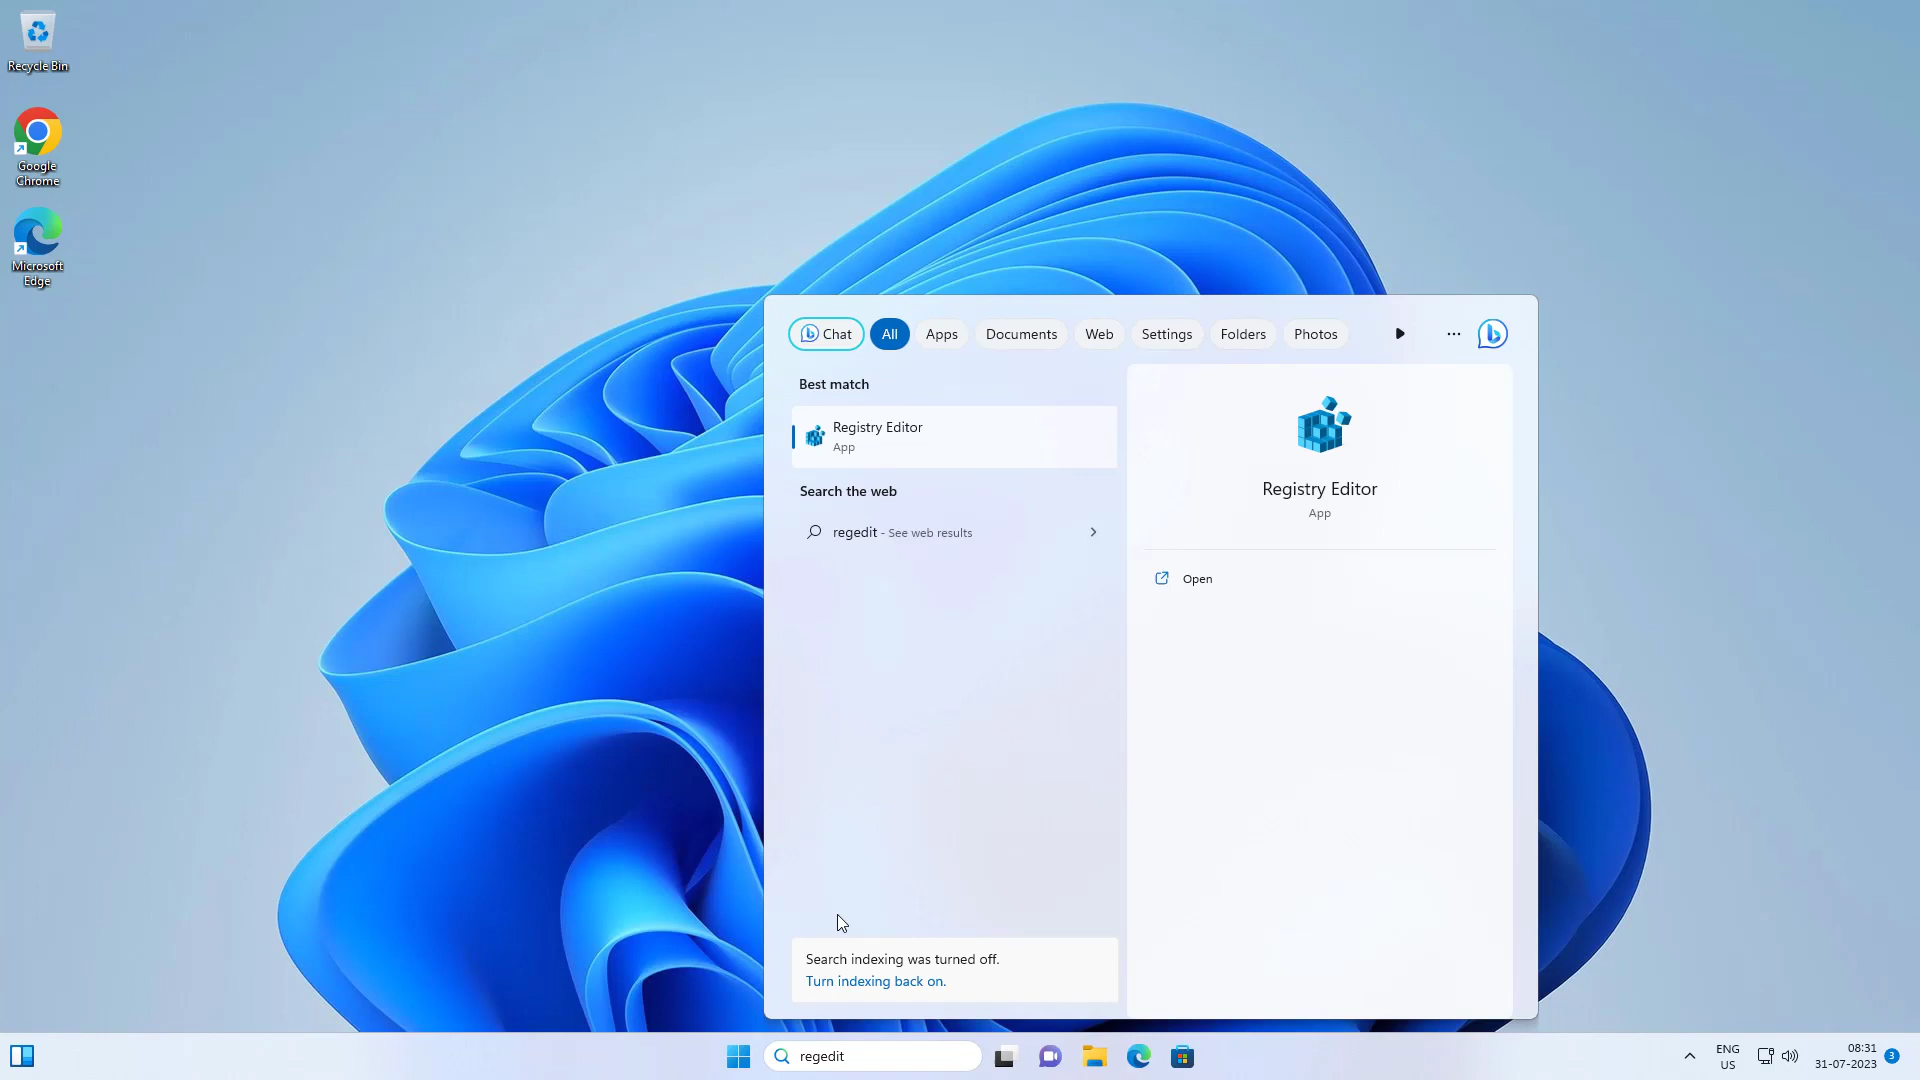 Recycle Bin
Google
Chrome
Microsoft
Edge
Chat All Apps Documents Web Settings Folders Photos
Best match
Registry Editor
App
Search the web
regedit - See web results
Search indexing was turned off.
Turn indexing back on.
Registry Editor
App
Open
regedit
ENG
US
08:31
31-07-2023
3